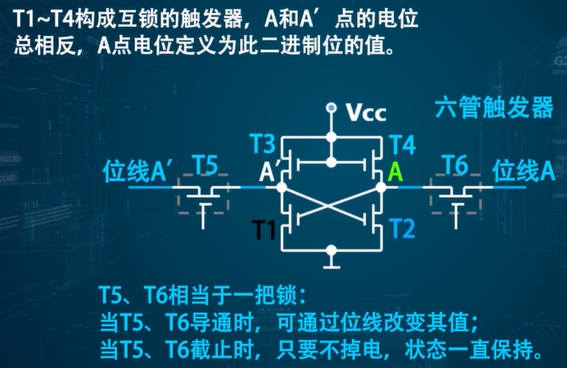 T1~T4构成互锁的触发器，A和A′点的电位
总相反，A点电位定义为此二进制位的值。
Vcc
六管触发器
T3
T4
位线A′
T5
A′
A
T6
位线A
T1
T2
T5、T6相当于一把锁：
当T5、T6导通时，可通过位线改变其值；
当T5、T6截止时，只要不掉电，状态一直保持。